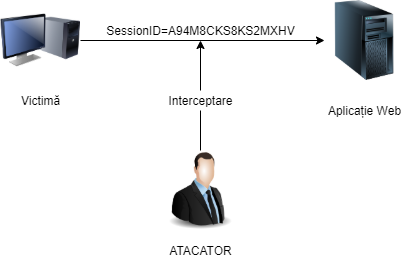 SessionID=A94M8CKS8KS2MXHV
Victimă
Interceptare
Aplicație Web
ATACATOR